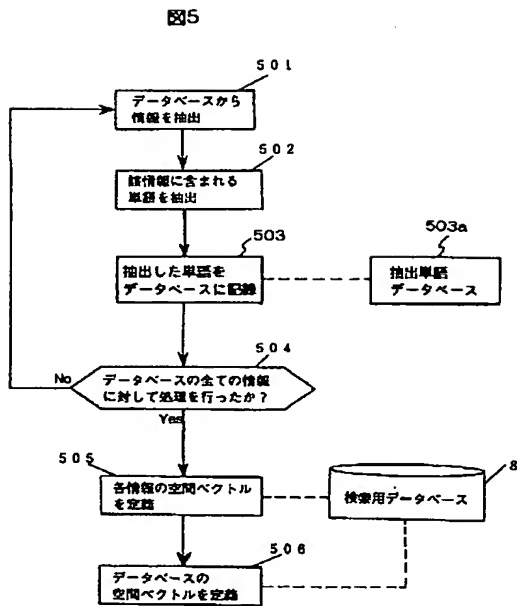 図5
501
データベースから
情報を抽出
502
該情報に含まれる
単語を抽出
503
抽出した単語を
データベースに記録
503a
抽出単語
データベース
504
データベースの全ての情報
に対して処理を行ったか?
No
Yes
505
各情報の空間ベクトル
を定義
8
検索用データベース
506
データベースの
空間ベクトルを定義